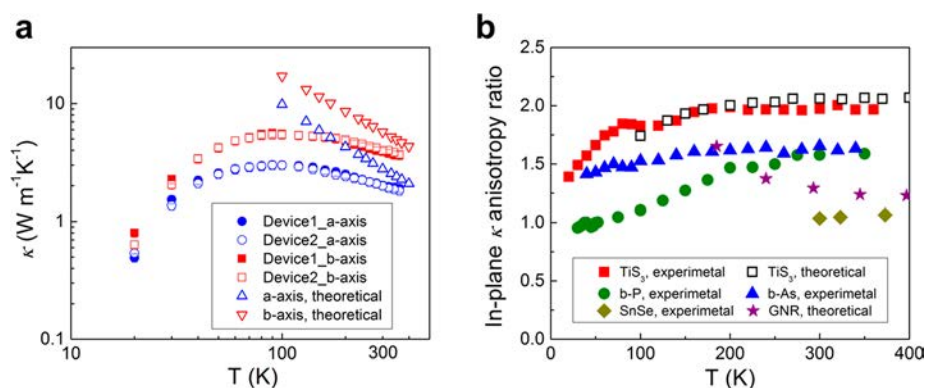 a
κ (W m⁻¹K⁻¹)
10
1
0.1
Device1_a-axis
Device2_a-axis
Device1_b-axis
Device2_b-axis
a-axis, theoretical
b-axis, theoretical
10
100
300
T (K)
b
In-plane κ anisotropy ratio
2.5
2.0
1.5
1.0
0.5
0.0
TiS₃, experimetal
TiS₃, theoretical
b-P, experimetal
b-As, experimetal
SnSe, experimetal
GNR, theoretical
0
100
200
300
400
T (K)